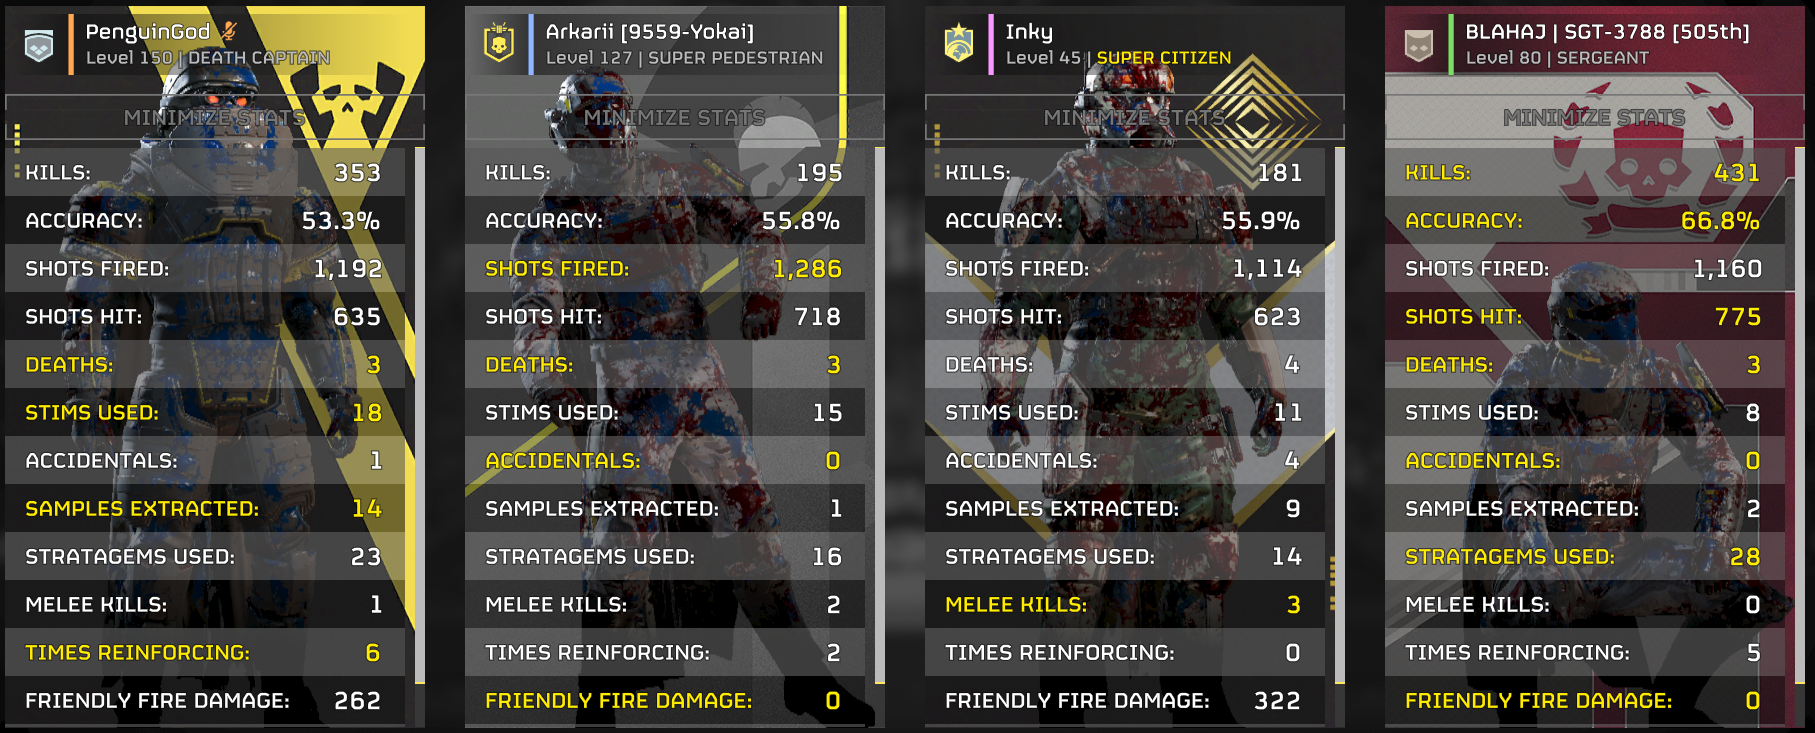 PenguinGod
Level 150 | DEATH CAPTAIN
MINIMIZE STATS
KILLS: 353
ACCURACY: 53.3%
SHOTS FIRED: 1,192
SHOTS HIT: 635
DEATHS: 3
STIMS USED: 18
ACCIDENTALS: 1
SAMPLES EXTRACTED: 14
STRATAGEMS USED: 23
MELEE KILLS: 1
TIMES REINFORCING: 6
FRIENDLY FIRE DAMAGE: 262
Arkarii [9559-Yokai]
Level 127 | SUPER PEDESTRIAN
MINIMIZE STATS
KILLS: 195
ACCURACY: 55.8%
SHOTS FIRED: 1,286
SHOTS HIT: 718
DEATHS: 3
STIMS USED: 15
ACCIDENTALS: 0
SAMPLES EXTRACTED: 1
STRATAGEMS USED: 16
MELEE KILLS: 2
TIMES REINFORCING: 2
FRIENDLY FIRE DAMAGE: 0
Inky
Level 45 | SUPER CITIZEN
MINIMIZE STATS
KILLS: 181
ACCURACY: 55.9%
SHOTS FIRED: 1,114
SHOTS HIT: 623
DEATHS: 4
STIMS USED: 11
ACCIDENTALS: 4
SAMPLES EXTRACTED: 9
STRATAGEMS USED: 14
MELEE KILLS: 3
TIMES REINFORCING: 0
FRIENDLY FIRE DAMAGE: 322
BLAHAJ | SGT-3788 [505th]
Level 80 | SERGEANT
MINIMIZE STATS
KILLS: 431
ACCURACY: 66.8%
SHOTS FIRED: 1,160
SHOTS HIT: 775
DEATHS: 3
STIMS USED: 8
ACCIDENTALS: 0
SAMPLES EXTRACTED: 2
STRATAGEMS USED: 28
MELEE KILLS: 0
TIMES REINFORCING: 5
FRIENDLY FIRE DAMAGE: 0